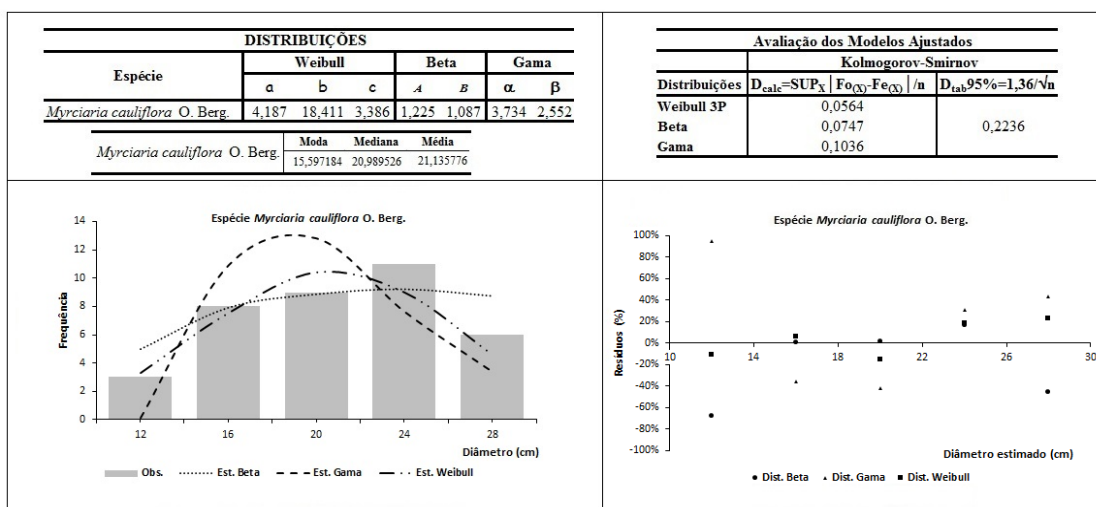 DISTRIBUIÇÕES
Espécie Weibull Beta Gama
a b c A B α β
Myrciaria cauliflora O. Berg. 4,187 18,411 3,386 1,225 1,087 3,734 2,552
Myrciaria cauliflora O. Berg. Moda Mediana Média
15,597184 20,989526 21,135776
Avaliação dos Modelos Ajustados
Kolmogorov-Smirnov
Distribuições Dcalc=SUPX│Fo(X)-Fe(X)│/n Dtab95%=1,36/√n
Weibull 3P 0,0564
Beta 0,0747 0,2236
Gama 0,1036
Espécie Myrciaria cauliflora O. Berg.
Frequência
14
12
10
8
6
4
2
0
12 16 20 24 28
Diâmetro (cm)
Obs. Est. Beta Est. Gama Est. Weibull
Espécie Myrciaria cauliflora O. Berg.
Resíduos (%)
100%
80%
60%
40%
20%
0%
-20%
-40%
-60%
-80%
-100%
10 14 18 22 26 30
Diâmetro estimado (cm)
Dist. Beta Dist. Gama Dist. Weibull